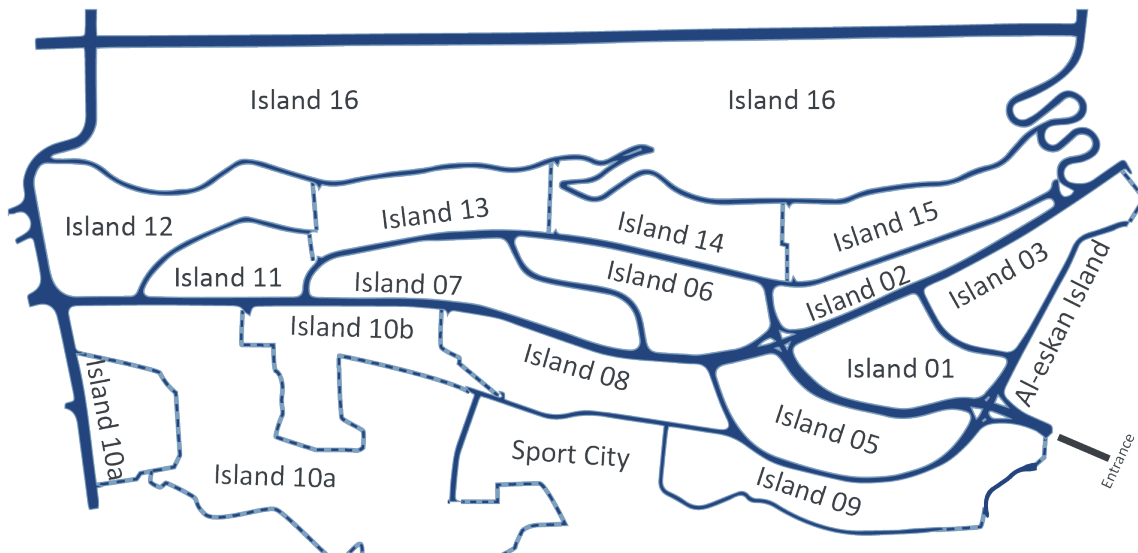 Island 16
Island 16
Island 12
Island 13
Island 14
Island 15
Island 11
Island 07
Island 06
Island 02
Island 03
Al-eskan Island
Island 10b
Island 08
Island 01
Island 10a
Island 05
Sport City
Island 10a
Island 09
Entrance